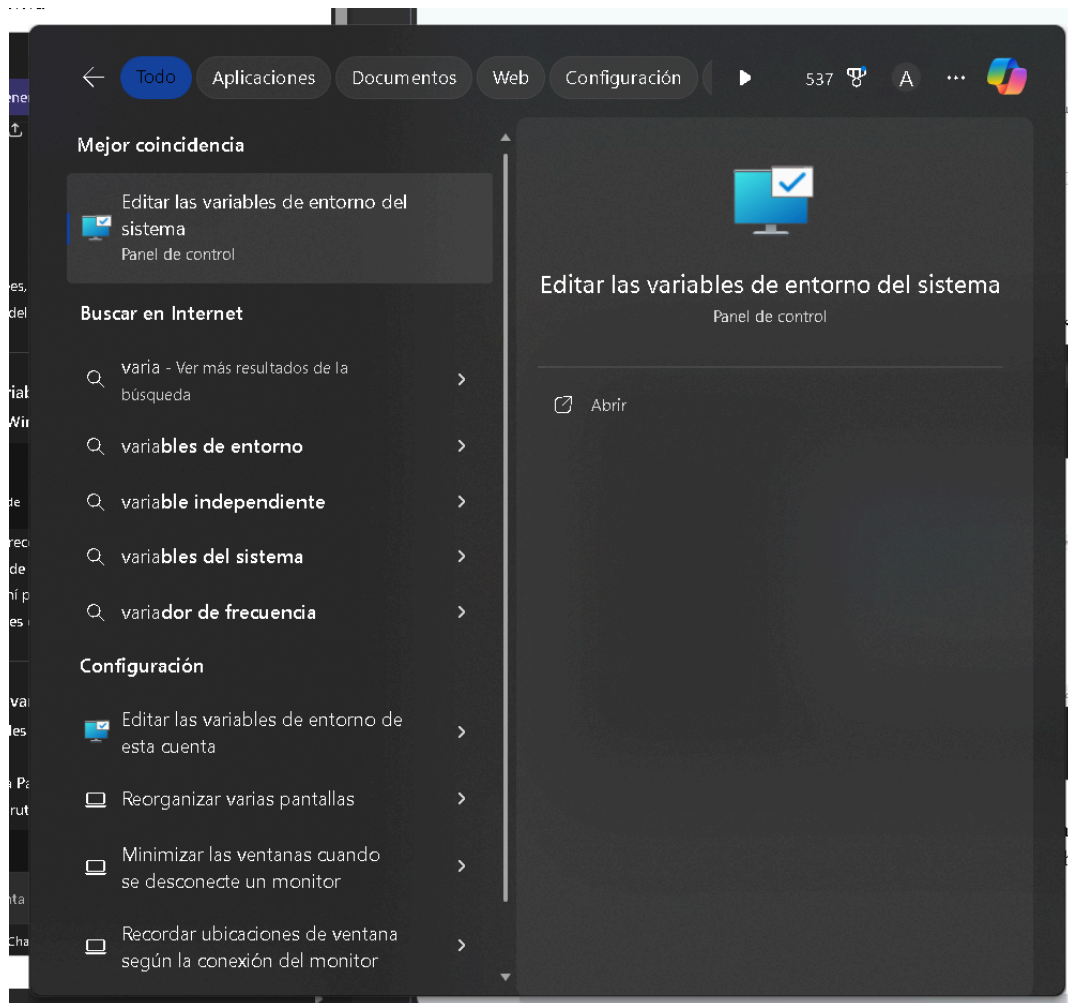 Todo
Aplicaciones
Documentos
Web
Configuración
537
A
Mejor coincidencia
Editar las variables de entorno del
sistema
Panel de control
Buscar en Internet
varia - Ver más resultados de la
búsqueda
variables de entorno
variable independiente
variables del sistema
variador de frecuencia
Configuración
Editar las variables de entorno de
esta cuenta
Reorganizar varias pantallas
Minimizar las ventanas cuando
se desconecte un monitor
Recordar ubicaciones de ventana
según la conexión del monitor
Editar las variables de entorno del sistema
Panel de control
Abrir